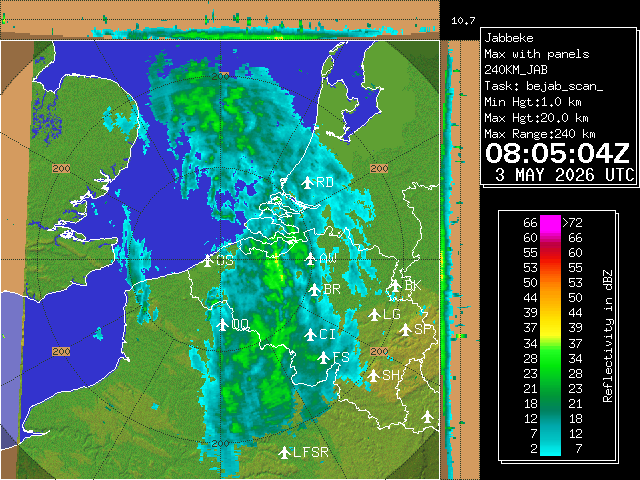 10.7
Jabbeke
Max with panels
240KM_JAB
Task: bejab_scan_
Min Hgt:1.0 km
Max Hgt:20.0 km
Max Range:240 km
08:05:04Z
3 MAY 2026 UTC
200
200
200
RD
OS
AW
BR
BK
LG
QQ
CI
SP
200
FS
200
SH
200
LFSR
66 >72
60 66
55 60
53 55
50 53
44 50
39 44
37 39
34 37
28 34
23 28
21 23
18 21
12 18
7 12
2 7
Reflectivity in dBZ